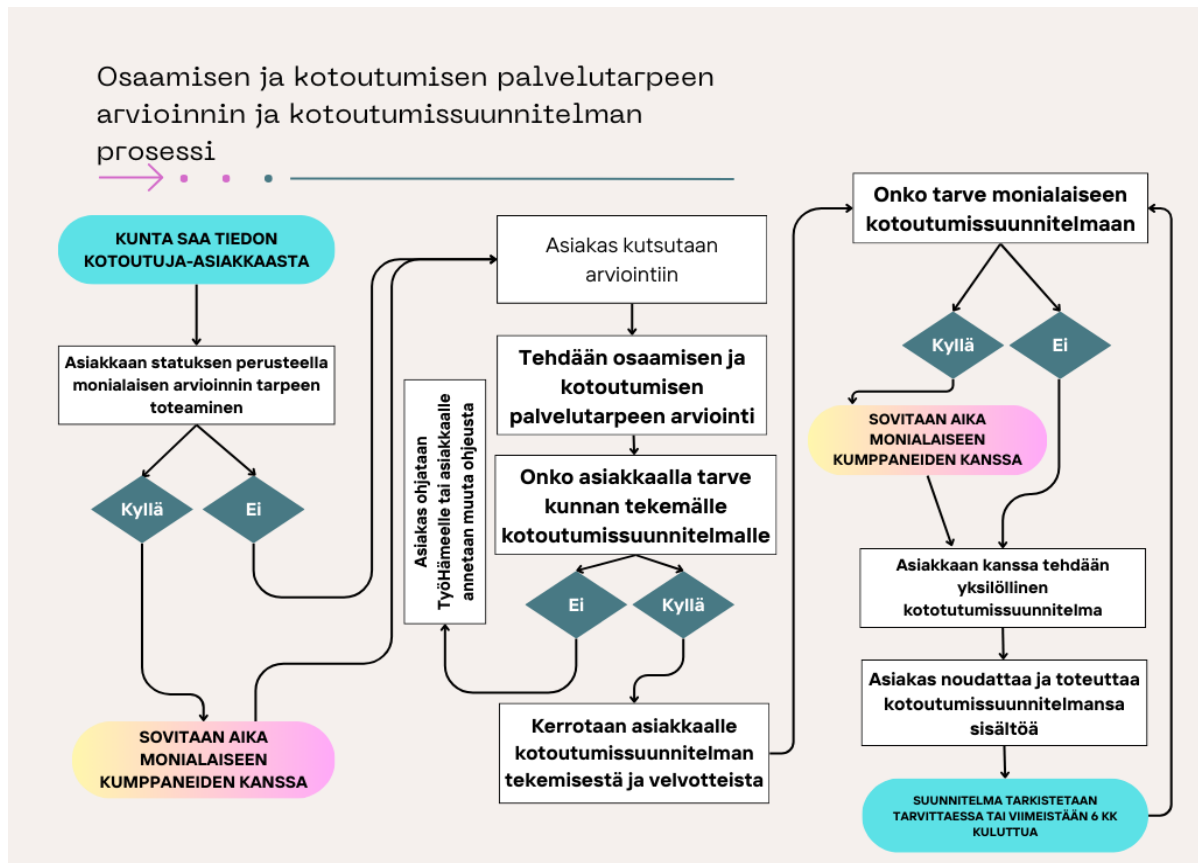 Osaamisen ja kotoutumisen palvelutarpeen
arvioinnin ja kotoutumissuunnitelman
prosessi
KUNTA SAA TIEDON
KOTOUTUJA-ASIAKKAASTA
Asiakkaan statuksen perusteella
monialaisen arvioinnin tarpeen
toteaminen
Kyllä
Ei
SOVITAAN AIKA
MONIALAISEEN
KUMPPANEIDEN KANSSA
Asiakas kutsutaan
arviointiin
Tehdään osaamisen ja
kotoutumisen
palvelutarpeen arviointi
Onko asiakkaalla tarve
kunnan tekemälle
kotoutumissuunnitelmalle
Ei
Kyllä
Asiakas ohjataan
TyöHämeelle tai asiakkaalle
annetaan muuta ohjeusta
Kerrotaan asiakkaalle
kotoutumissuunnitelman
tekemisestä ja velvotteista
Onko tarve monialaiseen
kotoutumissuunnitelmaan
Kyllä
Ei
SOVITAAN AIKA
MONIALAISEEN
KUMPPANEIDEN KANSSA
Asiakkaan kanssa tehdään
yksilöllinen
kototutumissuunnitelma
Asiakas noudattaa ja toteuttaa
kotoutumissuunnitelmansa
sisältöä
SUUNNITELMA TARKISTETAAN
TARVITTAESSA TAI VIIMEISTÄÄN 6 KK
KULUTTUA